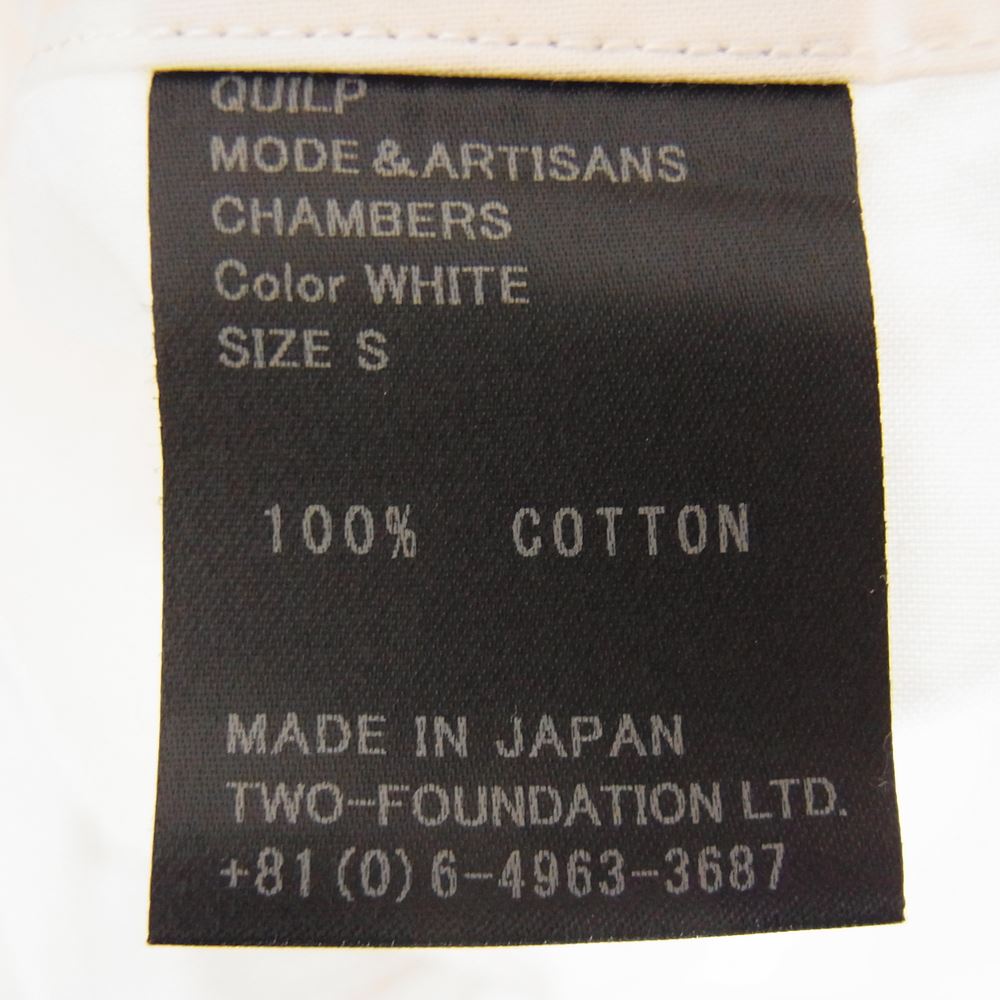 QUILP
MODE & ARTISANS
CHAMBERS
Color WHITE
SIZE S
100% COTTON
MADE IN JAPAN
TWO-FOUNDATION LTD.
+81(0)6-4963-3687